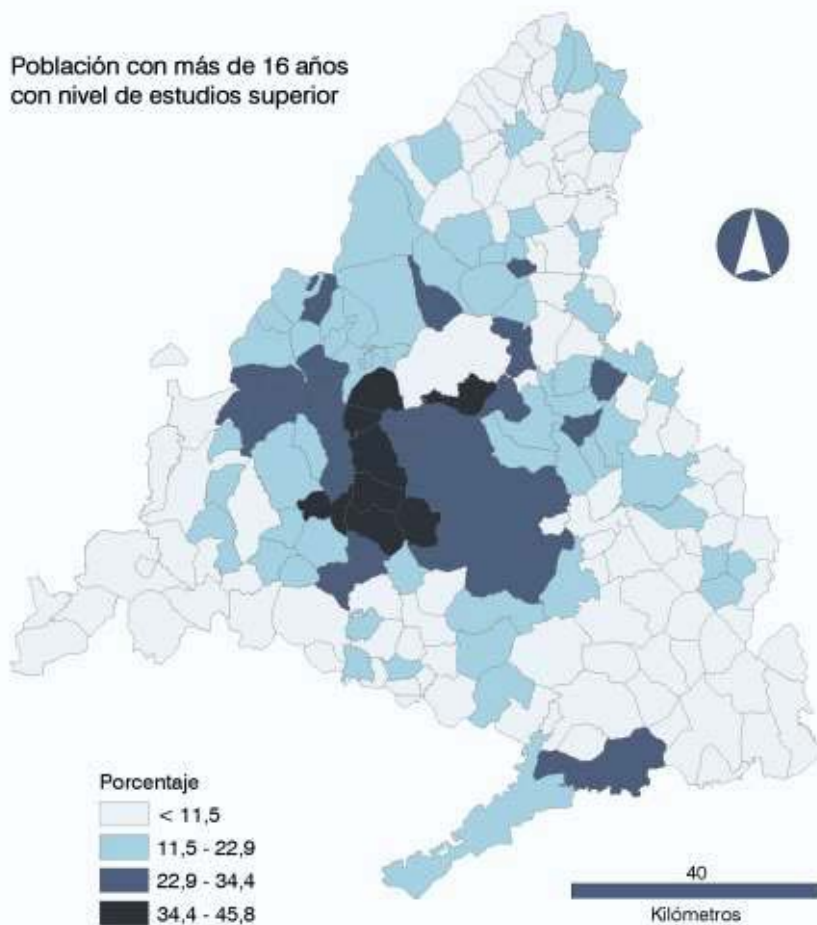 Población con más de 16 años
con nivel de estudios superior
Porcentaje
< 11,5
11,5 - 22,9
22,9 - 34,4
34,4 - 45,8
40
Kilómetros